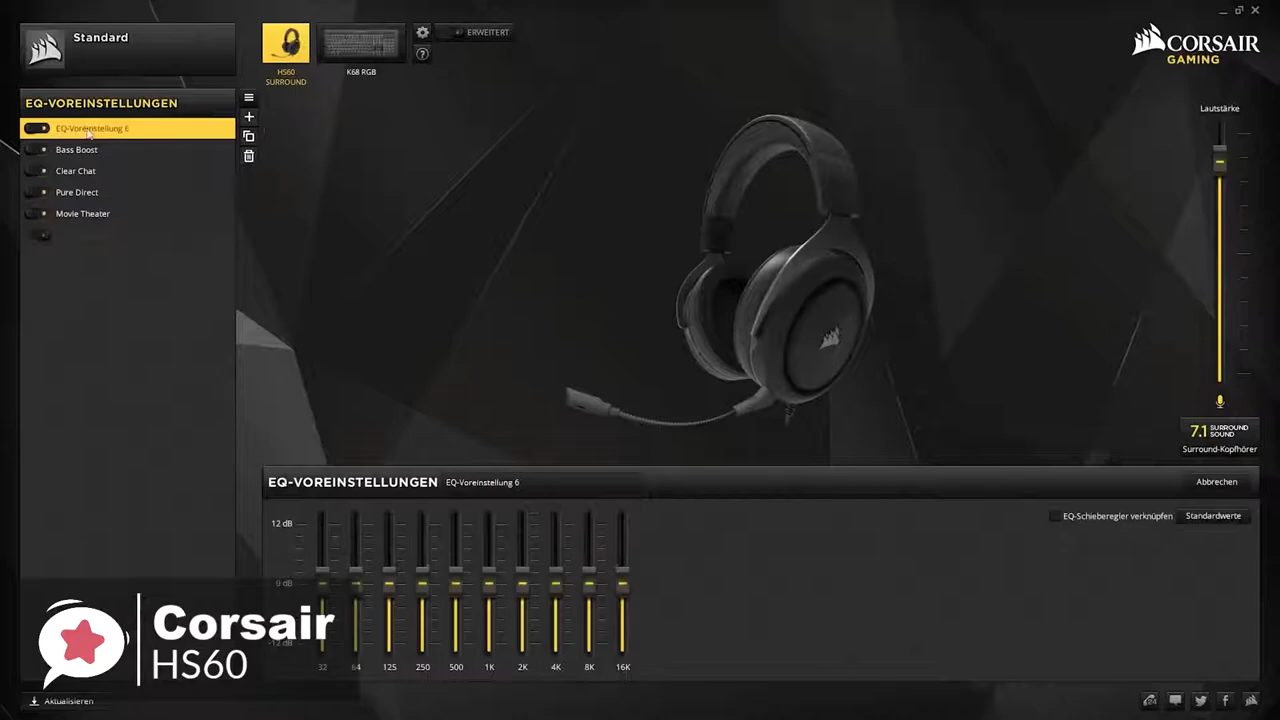 Standard
HS60
SURROUND
K68 RGB
ERWEITERT
CORSAIR
GAMING
EQ-VOREINSTELLUNGEN
EQ-Voreinstellung 6
Bass Boost
Clear Chat
Pure Direct
Movie Theater
Lautstärke
7.1 SURROUND
SOUND
Surround-Kopfhörer
EQ-VOREINSTELLUNGEN EQ-Voreinstellung 6 Abbrechen
12 dB
EQ-Schieberegler verknüpfen Standardwerte
0 dB
-12 dB
32 64 125 250 500 1K 2K 4K 8K 16K
Corsair
HS60
Aktualisieren
24